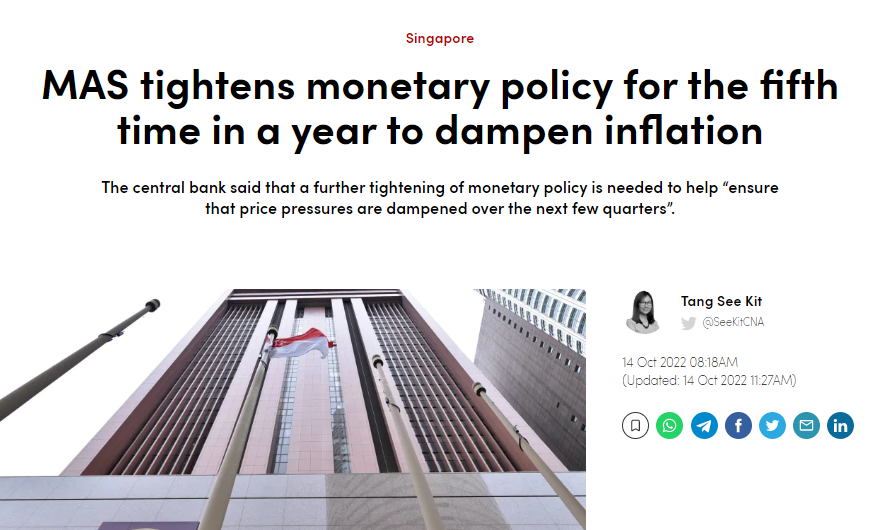 Singapore
MAS tightens monetary policy for the fifth
time in a year to dampen inflation
The central bank said that a further tightening of monetary policy is needed to help “ensure
that price pressures are dampened over the next few quarters”.
Tang See Kit
@SeeKitCNA
14 Oct 2022 08:18AM
(Updated: 14 Oct 2022 11:27AM)